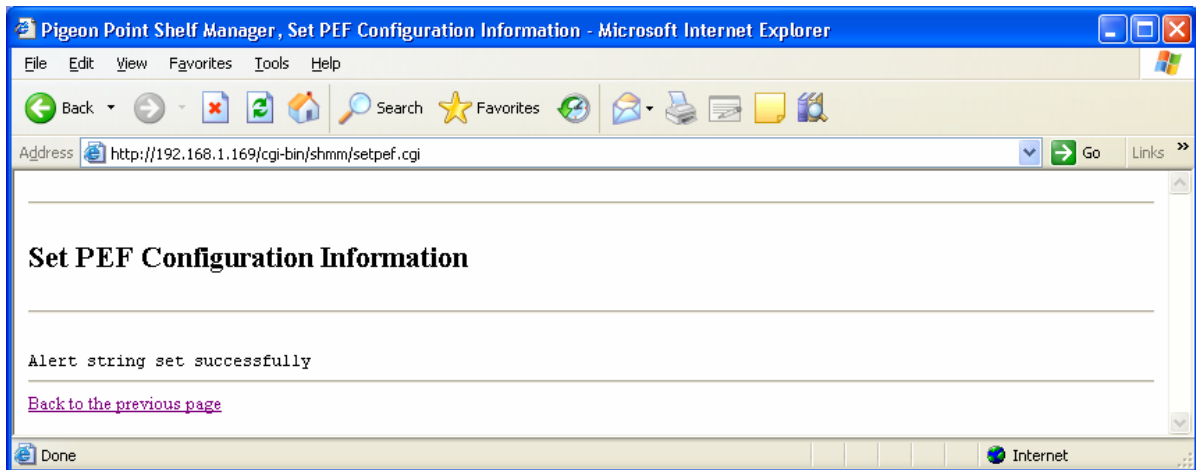 Pigeon Point Shelf Manager, Set PEF Configuration Information - Microsoft Internet Explorer
File Edit View Favorites Tools Help
Back Search Favorites
Address http://192.168.1.169/cgi-bin/shmm/setpef.cgi Go Links »
Set PEF Configuration Information
Alert string set successfully
Back to the previous page
Done Internet